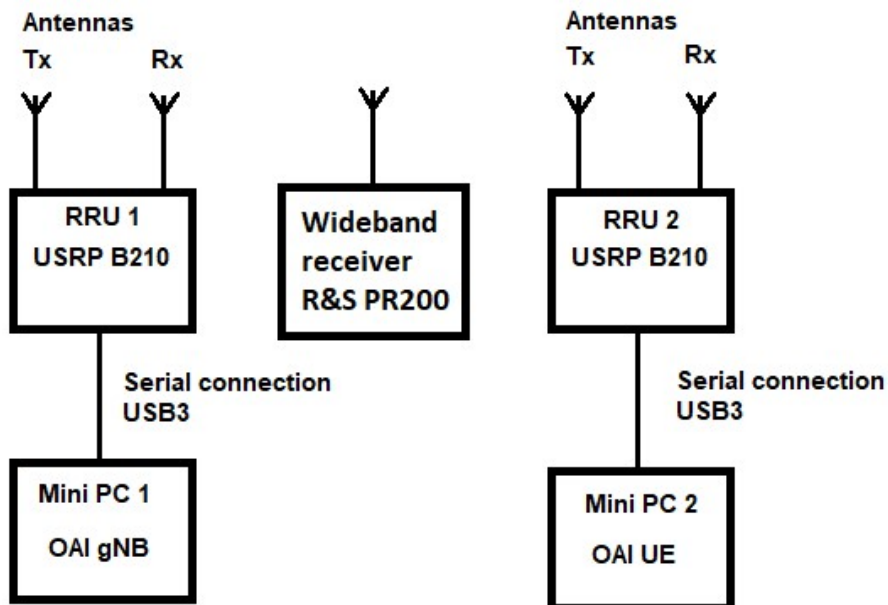 Antennas
Tx Rx
RRU 1
USRP B210
Serial connection
USB3
Mini PC 1
OAI gNB
Wideband
receiver
R&S PR200
Antennas
Tx Rx
RRU 2
USRP B210
Serial connection
USB3
Mini PC 2
OAI UE